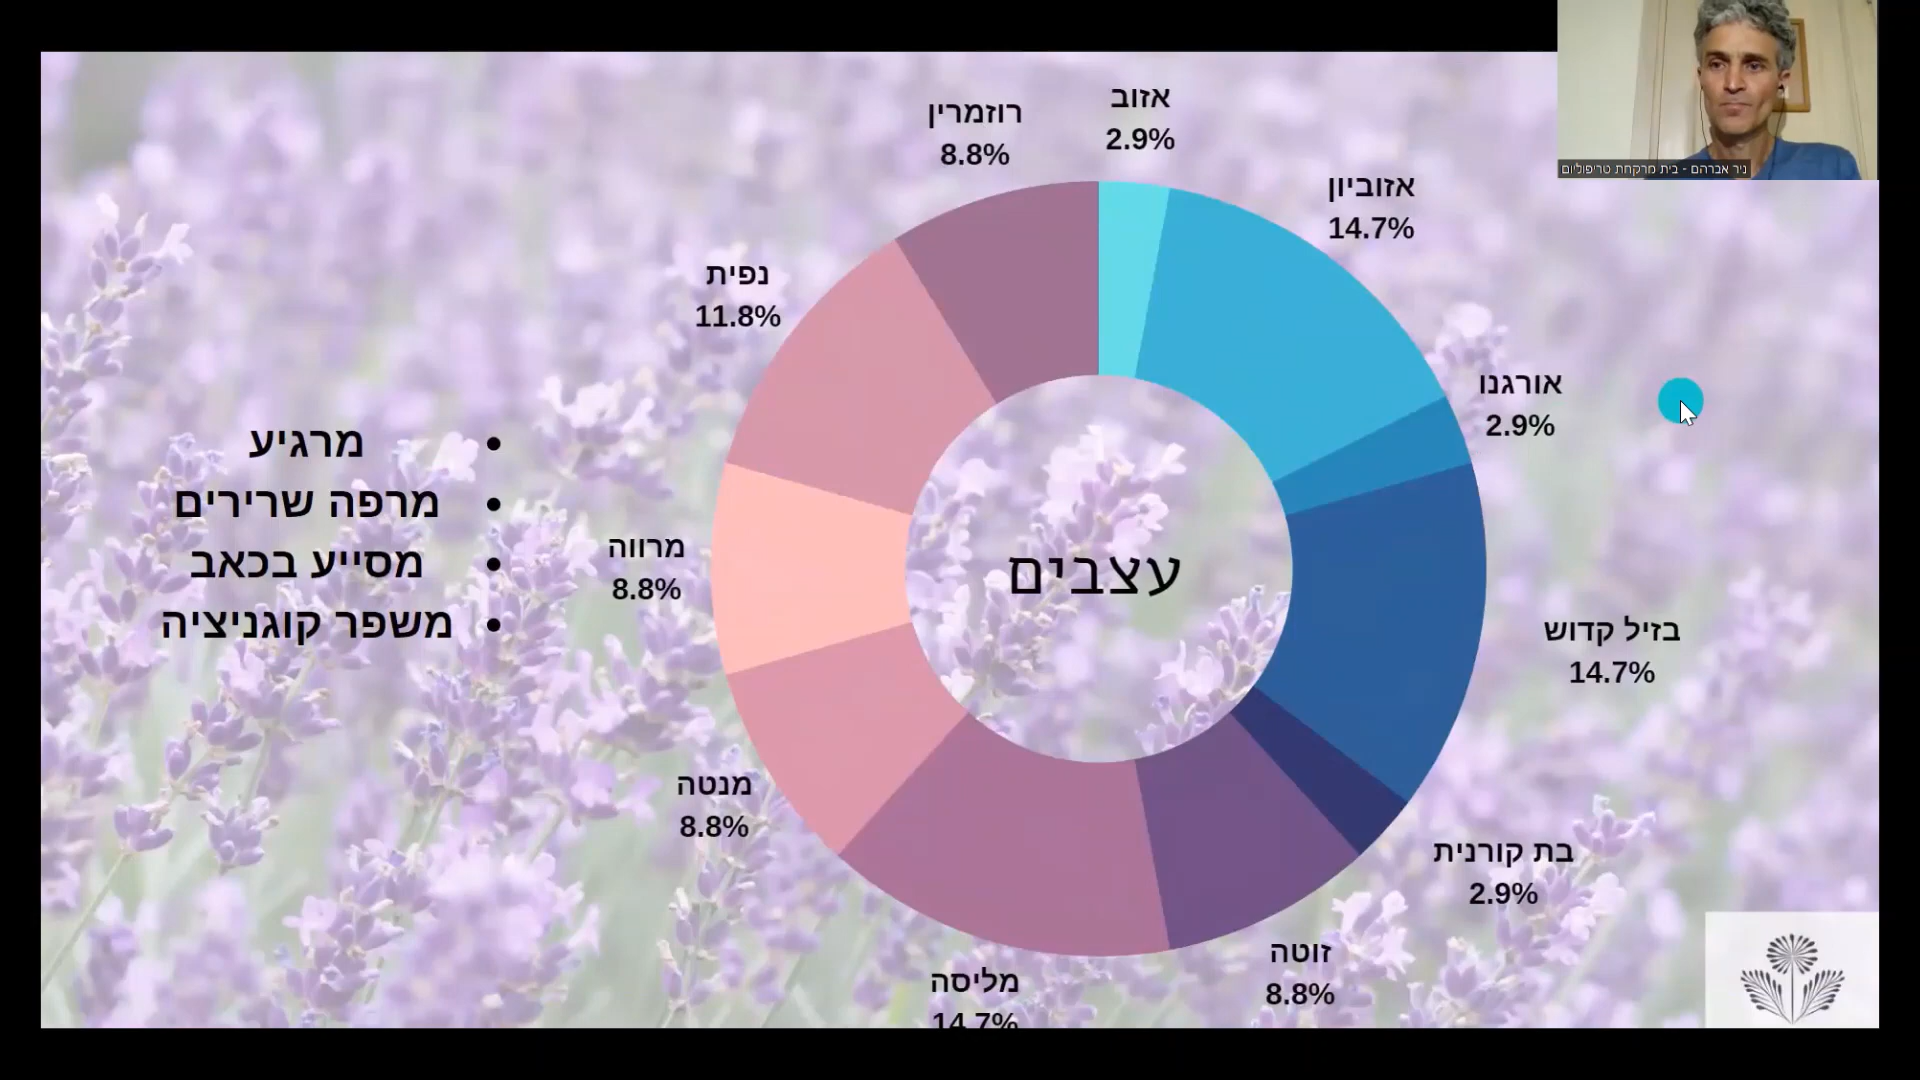 אזוב
2.9%
רוזמרין
8.8%
אזוביון
14.7%
ניר אברהם - בית מרקחת טריפוליום
נפית
11.8%
אורגנו
2.9%
מרגיע
מרפה שרירים
מסייע בכאב
משפר קוגניציה
מרווה
8.8%
עצבים
בזיל קדוש
14.7%
מנטה
8.8%
בת קורנית
2.9%
זוטה
8.8%
מליסה
14.7%